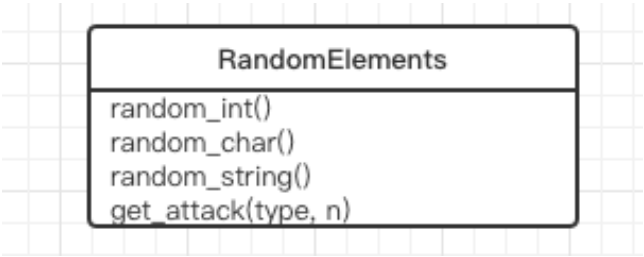 RandomElements
random_int()
random_char()
random_string()
get_attack(type, n)